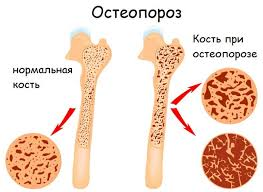 Остеопороз
нормальная
кость
Кость при
остеопорозе